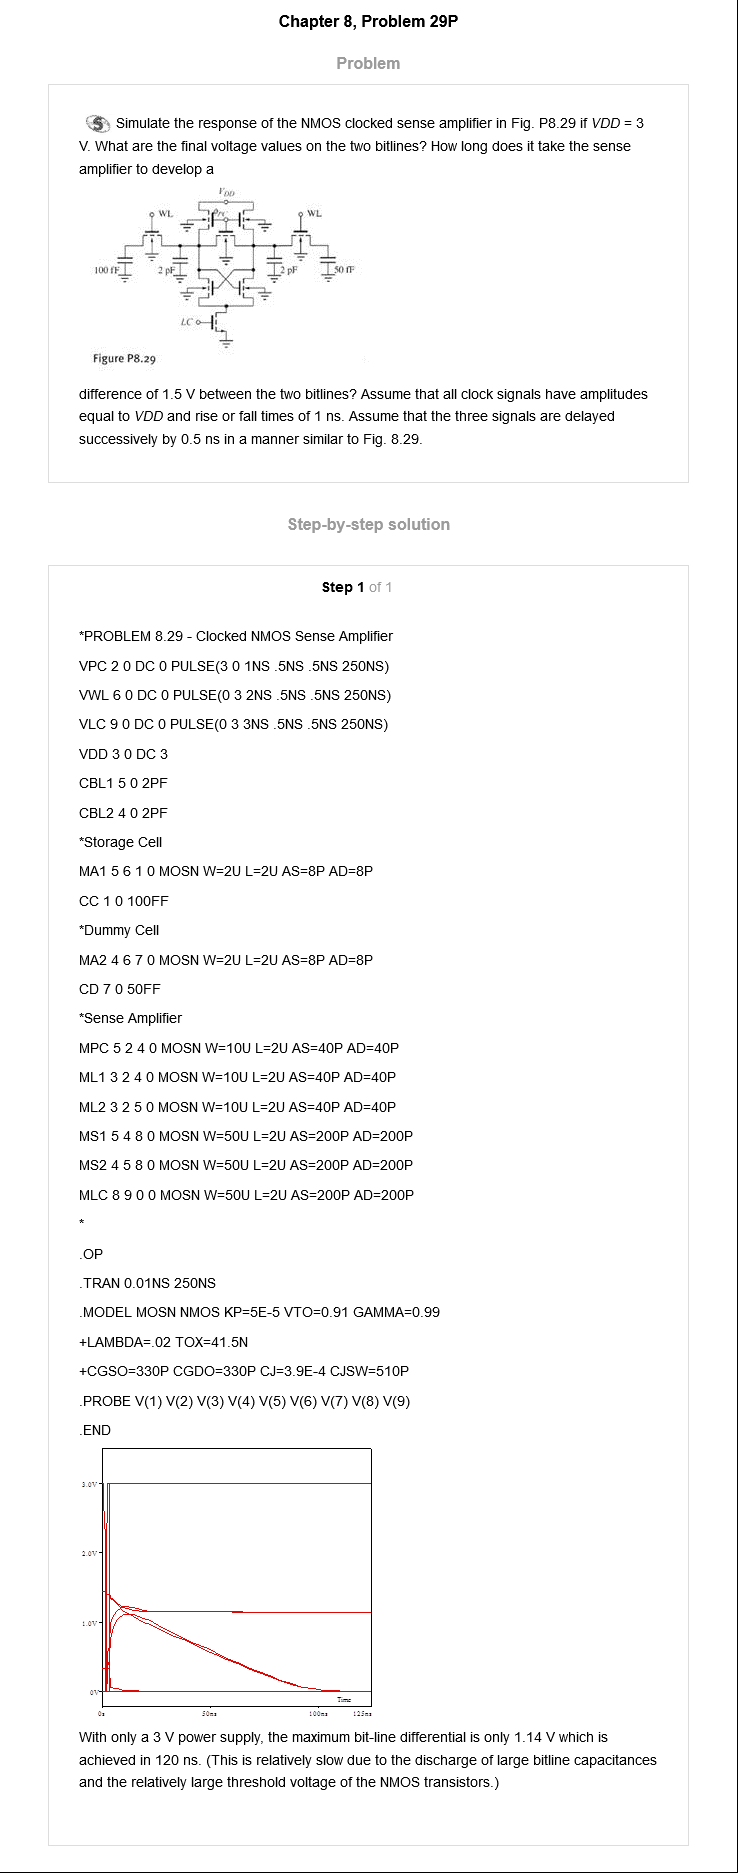 Chapter 8, Problem 29P
Problem
Simulate the response of the NMOS clocked sense amplifier in Fig. P8.29 if VDD = 3
V. What are the final voltage values on the two bitlines? How long does it take the sense
amplifier to develop a
VDD
WL
PC
WL
100 fF
2 pF
2 pF
50 fF
LC
Figure P8.29
difference of 1.5 V between the two bitlines? Assume that all clock signals have amplitudes
equal to VDD and rise or fall times of 1 ns. Assume that the three signals are delayed
successively by 0.5 ns in a manner similar to Fig. 8.29.
Step-by-step solution
Step 1 of 1
*PROBLEM 8.29 - Clocked NMOS Sense Amplifier
VPC 2 0 DC 0 PULSE(3 0 1NS .5NS .5NS 250NS)
VWL 6 0 DC 0 PULSE(0 3 2NS .5NS .5NS 250NS)
VLC 9 0 DC 0 PULSE(0 3 3NS .5NS .5NS 250NS)
VDD 3 0 DC 3
CBL1 5 0 2PF
CBL2 4 0 2PF
*Storage Cell
MA1 5 6 1 0 MOSN W=2U L=2U AS=8P AD=8P
CC 1 0 100FF
*Dummy Cell
MA2 4 6 7 0 MOSN W=2U L=2U AS=8P AD=8P
CD 7 0 50FF
*Sense Amplifier
MPC 5 2 4 0 MOSN W=10U L=2U AS=40P AD=40P
ML1 3 2 4 0 MOSN W=10U L=2U AS=40P AD=40P
ML2 3 2 5 0 MOSN W=10U L=2U AS=40P AD=40P
MS1 5 4 8 0 MOSN W=50U L=2U AS=200P AD=200P
MS2 4 5 8 0 MOSN W=50U L=2U AS=200P AD=200P
MLC 8 9 0 0 MOSN W=50U L=2U AS=200P AD=200P
*
.OP
.TRAN 0.01NS 250NS
.MODEL MOSN NMOS KP=5E-5 VTO=0.91 GAMMA=0.99
+LAMBDA=.02 TOX=41.5N
+CGSO=330P CGDO=330P CJ=3.9E-4 CJSW=510P
.PROBE V(1) V(2) V(3) V(4) V(5) V(6) V(7) V(8) V(9)
.END
3.0V
2.0V
1.0V
0V
Time
0s 50ns 100ns 125ns
With only a 3 V power supply, the maximum bit-line differential is only 1.14 V which is
achieved in 120 ns. (This is relatively slow due to the discharge of large bitline capacitances
and the relatively large threshold voltage of the NMOS transistors.)